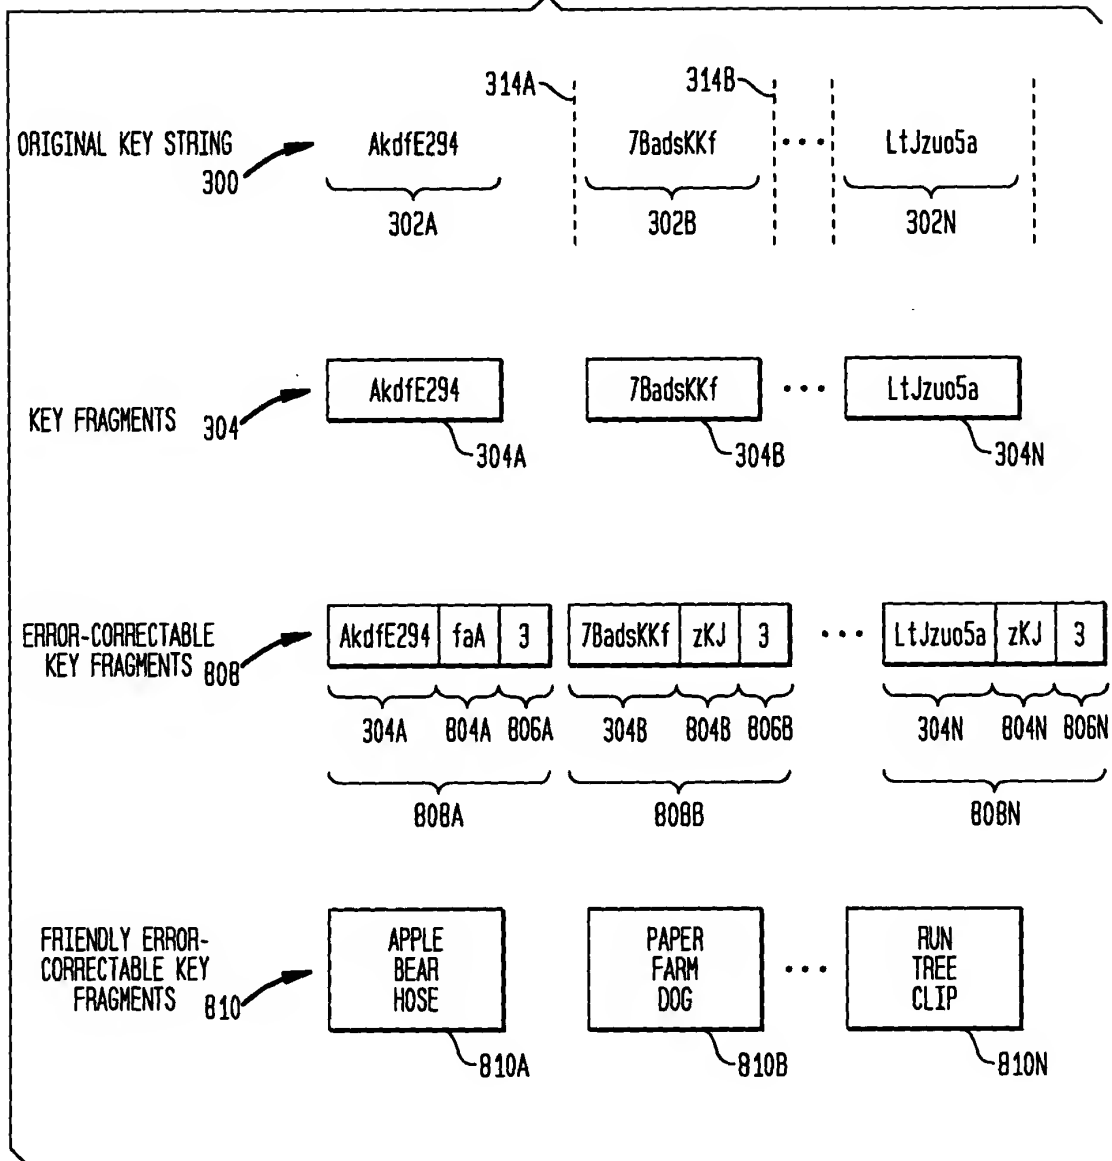 314A 314B
ORIGINAL KEY STRING 300 AkdfE294 7BadsKKf ••• LtJzuo5a
302A 302B 302N
KEY FRAGMENTS 304 AkdfE294 7BadsKKf ••• LtJzuo5a
304A 304B 304N
ERROR-CORRECTABLE
KEY FRAGMENTS 808
AkdfE294 faA 3 7BadsKKf zKJ 3 ••• LtJzuo5a zKJ 3
304A 804A 806A 304B 804B 806B 304N 804N 806N
808A 808B 808N
FRIENDLY ERROR-
CORRECTABLE KEY
FRAGMENTS 810
APPLE
BEAR
HOSE
810A
PAPER
FARM
DOG
810B
•••
RUN
TREE
CLIP
810N